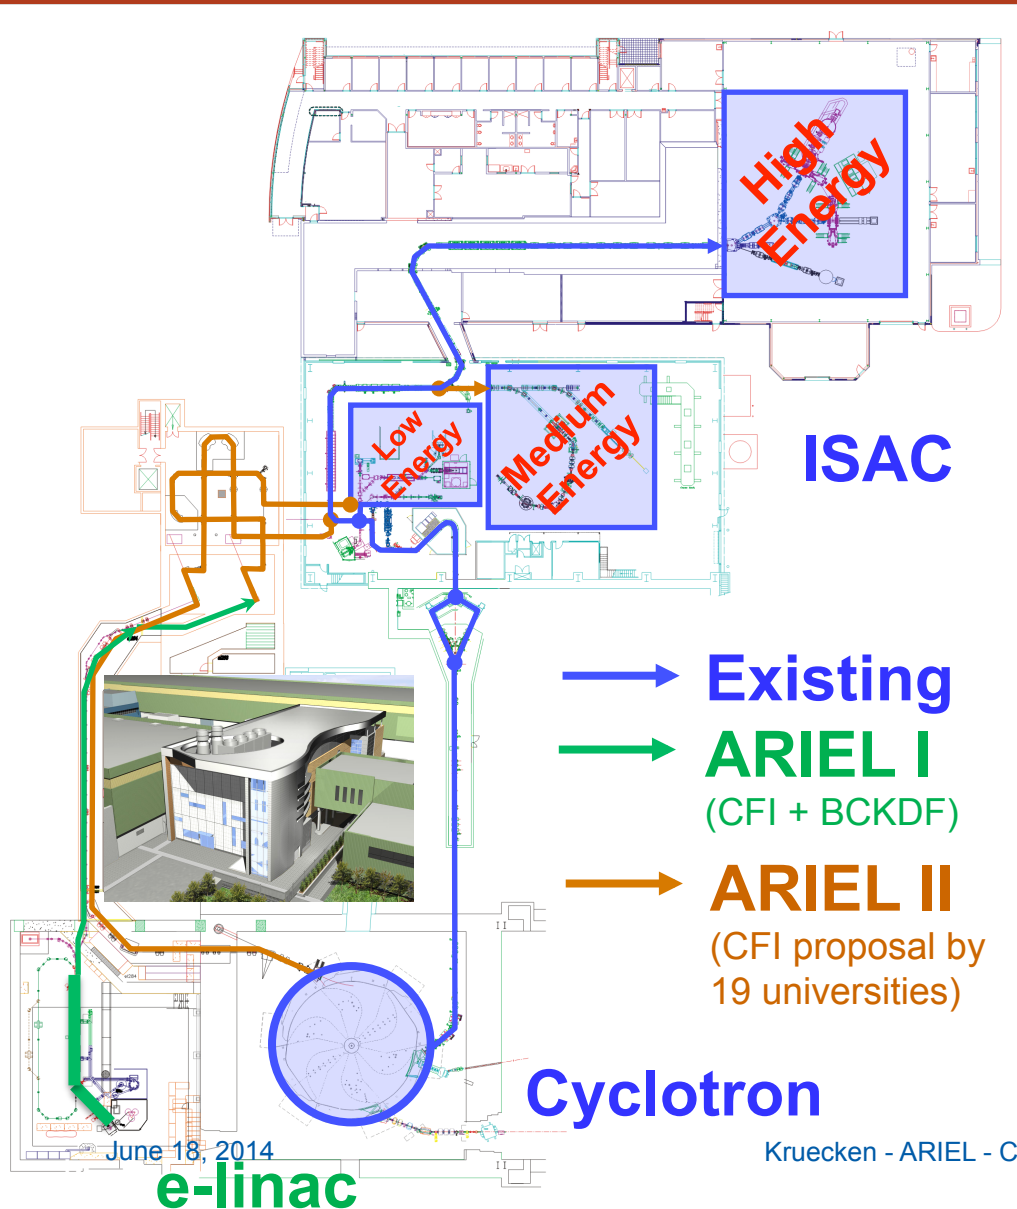 High
Energy
Low
Energy
Medium
Energy
ISAC
Existing
ARIEL I
(CFI + BCKDF)
ARIEL II
(CFI proposal by
19 universities)
Cyclotron
June 18, 2014
Kruecken - ARIEL - C
e-linac